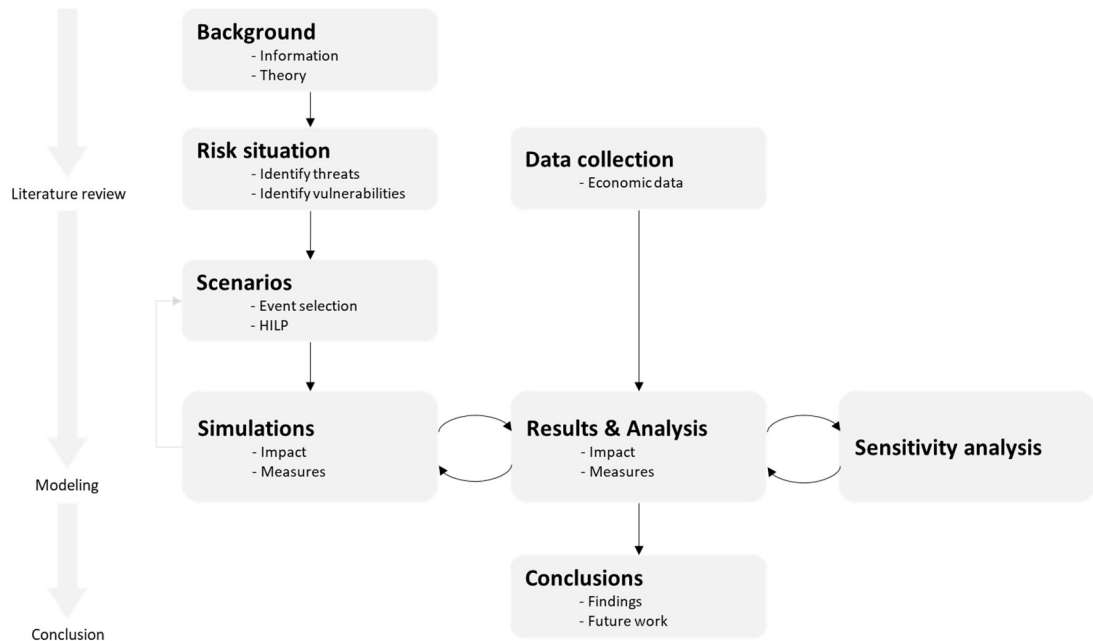 Background
- Information
- Theory
Risk situation
- Identify threats
- Identify vulnerabilities
Data collection
- Economic data
Literature review
Scenarios
- Event selection
- HILP
Simulations
- Impact
- Measures
Results & Analysis
- Impact
- Measures
Sensitivity analysis
Modeling
Conclusions
- Findings
- Future work
Conclusion